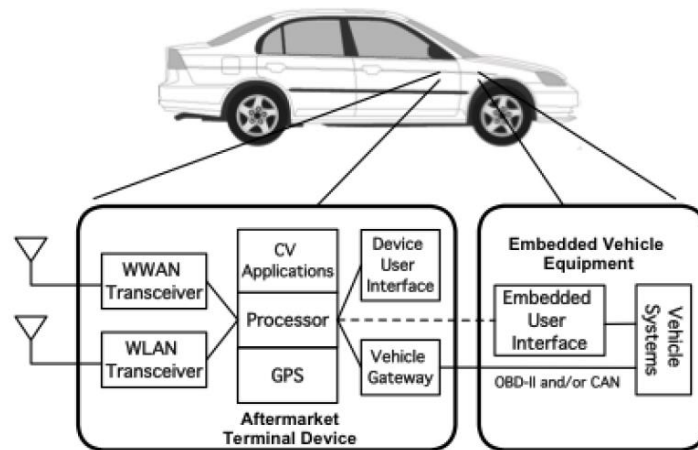 WWAN
Transceiver
WLAN
Transceiver
CV
Applications
Processor
GPS
Device
User
Interface
Vehicle
Gateway
Aftermarket
Terminal Device
Embedded Vehicle
Equipment
Embedded
User
Interface
Vehicle
Systems
OBD-II and/or CAN